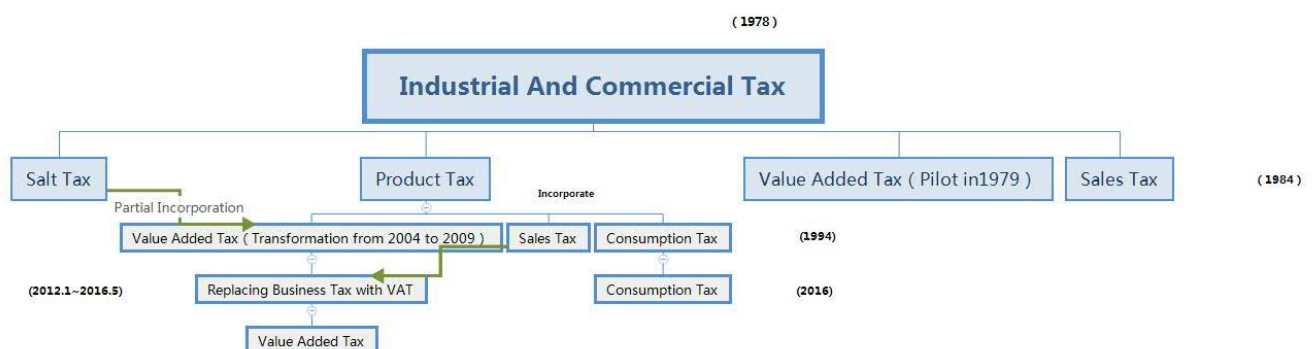 ( 1978 )
Industrial And Commercial Tax
Salt Tax
Product Tax
Value Added Tax ( Pilot in1979 )
Sales Tax
( 1984 )
Incorporate
Partial Incorporation
Value Added Tax ( Transformation from 2004 to 2009 )
Sales Tax
Consumption Tax
(1994)
(2012.1~2016.5)
Replacing Business Tax with VAT
Consumption Tax
(2016)
Value Added Tax